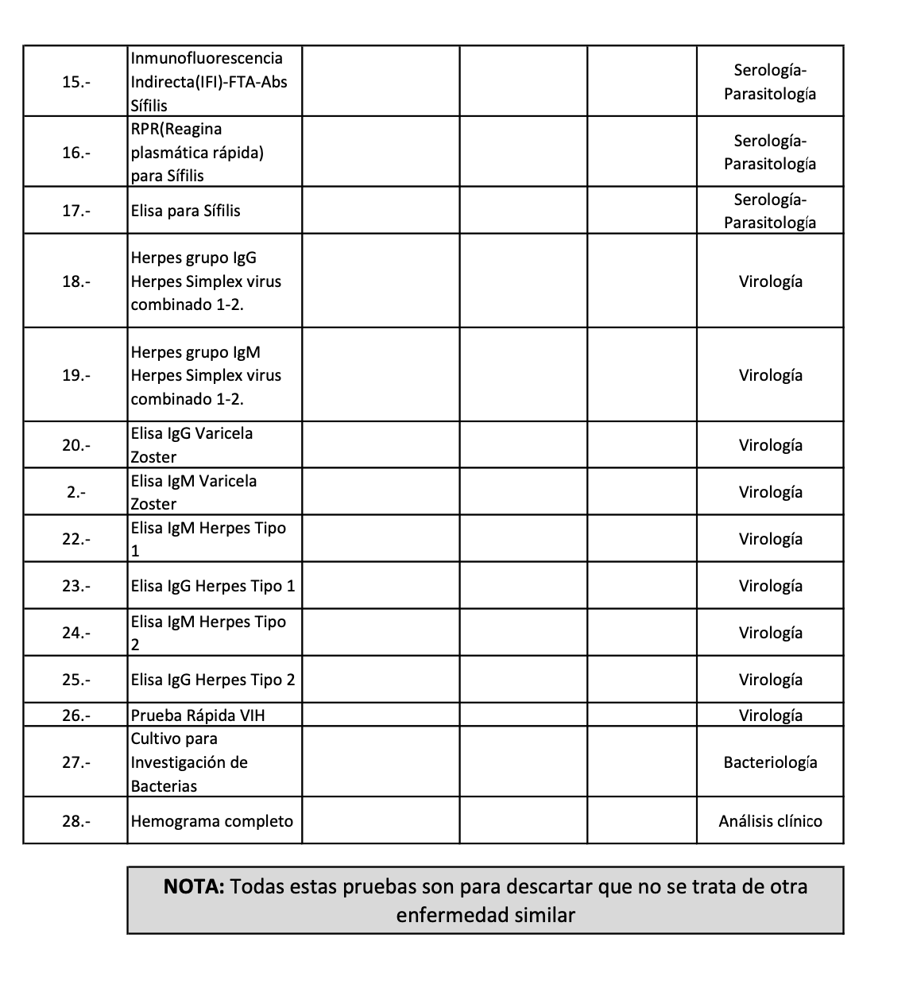 15.-
Inmunofluorescencia
Indirecta(IFI)-FTA-Abs
Sífilis
Serología-
Parasitología
16.-
RPR(Reagina
plasmática rápida)
para Sífilis
Serología-
Parasitología
17.-
Elisa para Sífilis
Serología-
Parasitología
18.-
Herpes grupo IgG
Herpes Simplex virus
combinado 1-2.
Virología
19.-
Herpes grupo IgM
Herpes Simplex virus
combinado 1-2.
Virología
20.-
Elisa IgG Varicela
Zoster
Virología
2.-
Elisa IgM Varicela
Zoster
Virología
22.-
Elisa IgM Herpes Tipo
1
Virología
23.-
Elisa IgG Herpes Tipo 1
Virología
24.-
Elisa IgM Herpes Tipo
2
Virología
25.-
Elisa IgG Herpes Tipo 2
Virología
26.-
Prueba Rápida VIH
Virología
27.-
Cultivo para
Investigación de
Bacterias
Bacteriología
28.-
Hemograma completo
Análisis clínico
NOTA: Todas estas pruebas son para descartar que no se trata de otra
enfermedad similar